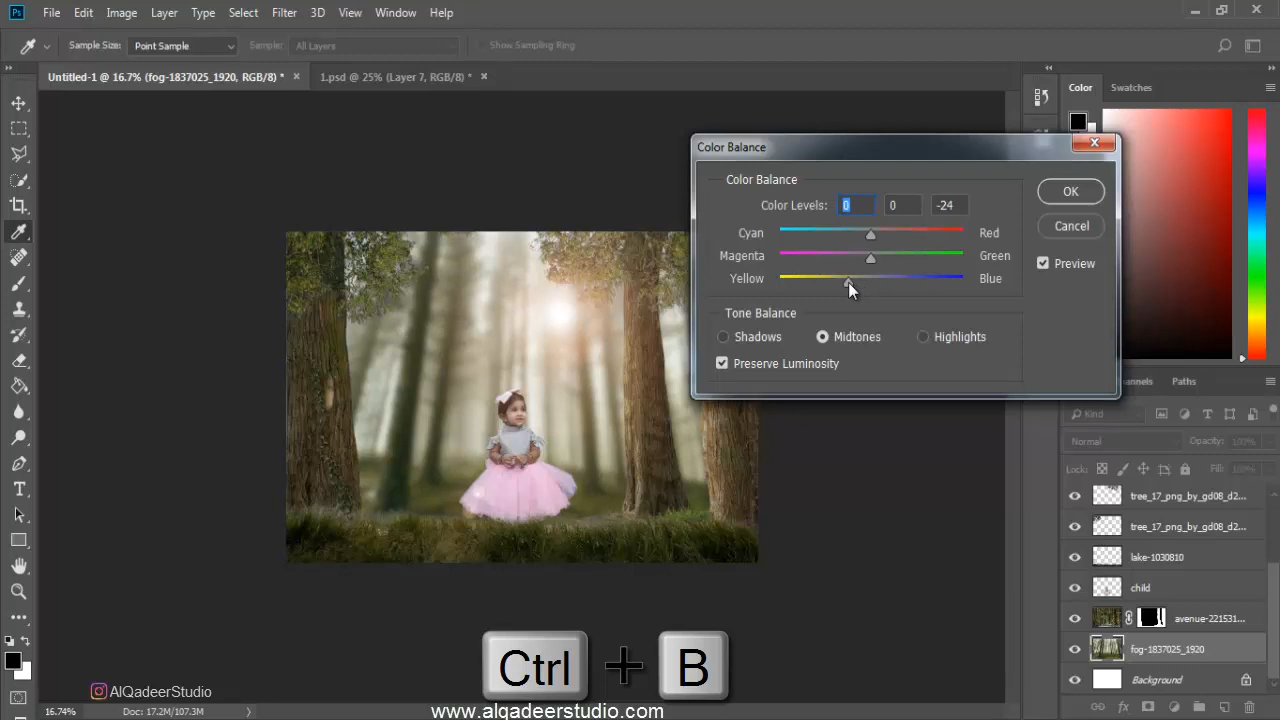 Ps File Edit Image Layer Type Select Filter 3D View Window Help
Sample Size: Point Sample Sample: All Layers Show Sampling Ring
Untitled-1 @ 16.7% (fog-1837025_1920, RGB/8) * × 1.psd @ 25% (Layer 7, RGB/8) * ×
Color Swatches
Color Balance
Color Balance
Color Levels: 0 0 -24
OK
Cyan Red
Cancel
Magenta Green
Preview
Yellow Blue
Tone Balance
Shadows Midtones Highlights
Preserve Luminosity
annels Paths
Kind
Normal Opacity: 100%
Lock: Fill: 100%
tree_17_png_by_gd08_d2...
tree_17_png_by_gd08_d2...
lake-1030810
child
avenue-221531...
fog-1837025_1920
Background
Ctrl + B
AlQadeerStudio
www.alqadeerstudio.com
16.74% Doc: 17.2M/107.3M